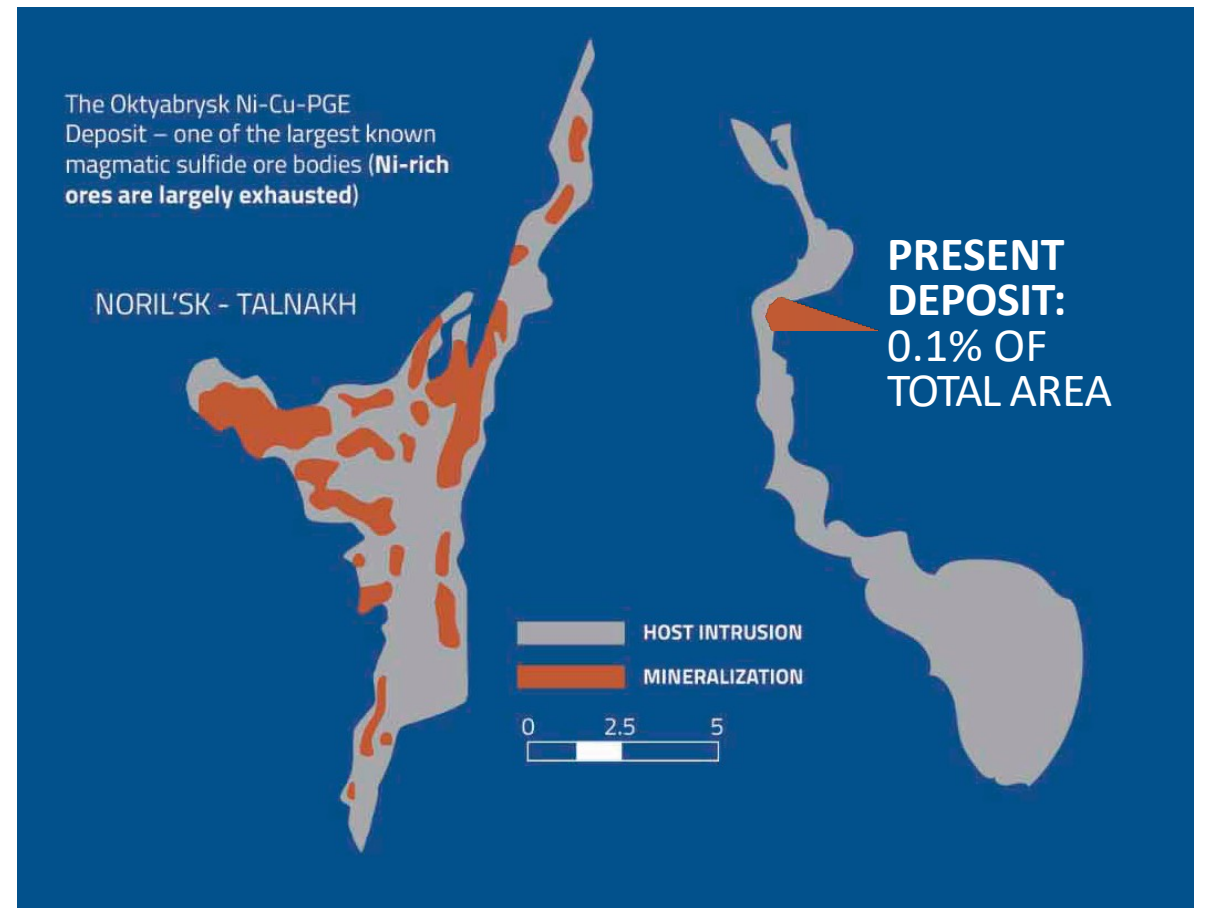 The Oktyabrysk Ni-Cu-PGE
Deposit – one of the largest known
magmatic sulfide ore bodies (Ni-rich
ores are largely exhausted)
NORIL'SK - TALNAKH
PRESENT
DEPOSIT:
0.1% OF
TOTAL AREA
HOST INTRUSION
MINERALIZATION
0 2.5 5